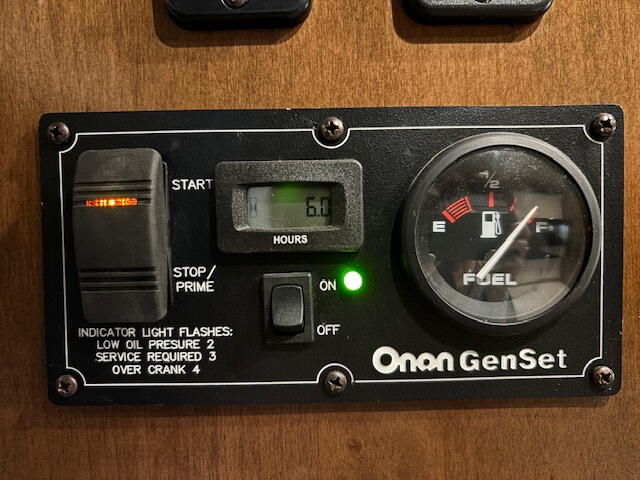 START
6.0
HOURS
STOP/
PRIME
ON
OFF
INDICATOR LIGHT FLASHES:
LOW OIL PRESURE 2
SERVICE REQUIRED 3
OVER CRANK 4
1/2
E
F
FUEL
Onan GenSet